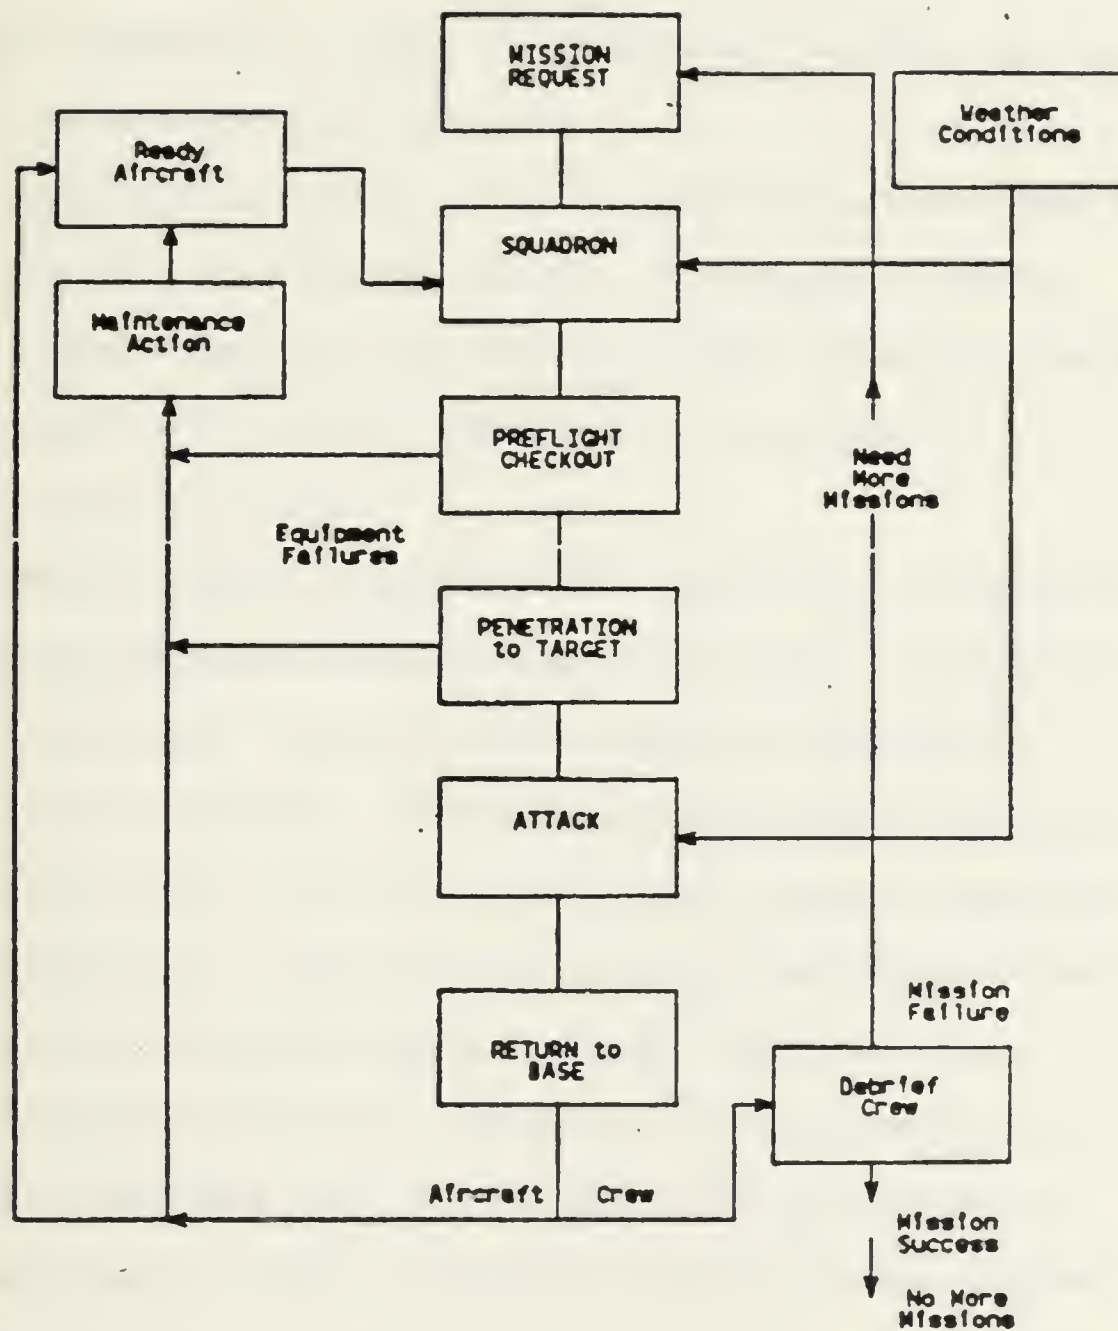 MISSION
REQUEST
Weather
Conditions
Ready
Aircraft
SQUADRON
Maintenance
Action
PREFLIGHT
CHECKOUT
Need
More
Missions
Equipment
Failures
PENETRATION
to TARGET
ATTACK
Mission
Failure
RETURN to
BASE
Debrief
Crew
Aircraft
Crew
Mission
Success
No More
Missions